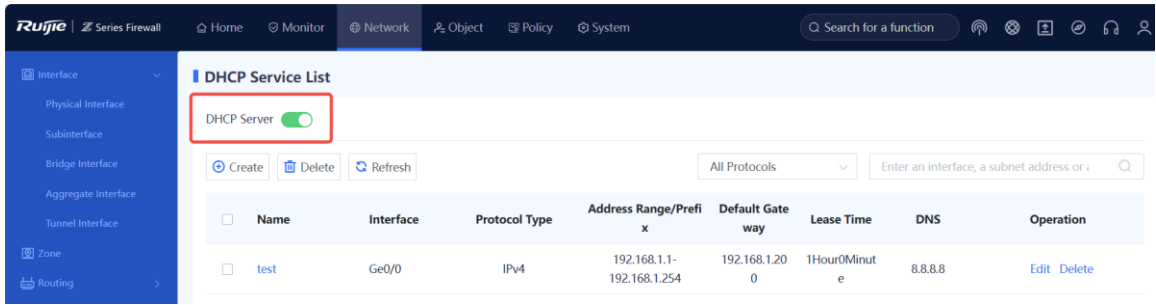 Ruijie | Z Series Firewall Home Monitor Network Object Policy System Search for a function
Interface
Physical Interface
Subinterface
Bridge Interface
Aggregate Interface
Tunnel Interface
Zone
Routing
DHCP Service List
DHCP Server
Create Delete Refresh All Protocols Enter an interface, a subnet address or
Name Interface Protocol Type Address Range/Prefi Default Gate Lease Time DNS Operation
x way
test Ge0/0 IPv4 192.168.1.1- 192.168.1.20 1Hour0Minut 8.8.8.8 Edit Delete
192.168.1.254 0 e